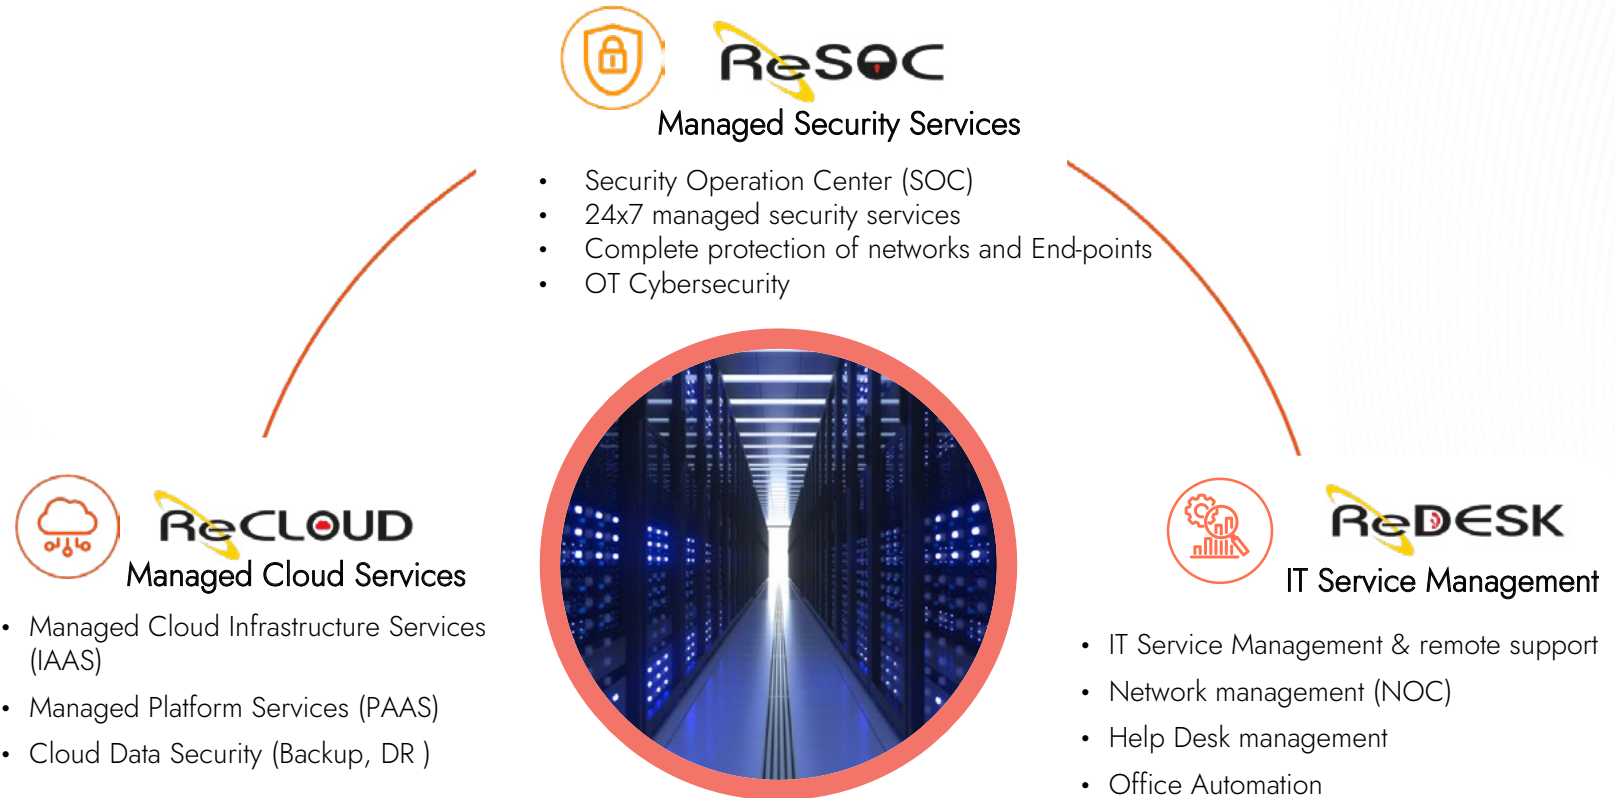 ReSOC
Managed Security Services
• Security Operation Center (SOC)
• 24x7 managed security services
• Complete protection of networks and End-points
• OT Cybersecurity
ReCLOUD
Managed Cloud Services
• Managed Cloud Infrastructure Services
(IAAS)
• Managed Platform Services (PAAS)
• Cloud Data Security (Backup, DR )
ReDESK
IT Service Management
• IT Service Management & remote support
• Network management (NOC)
• Help Desk management
• Office Automation